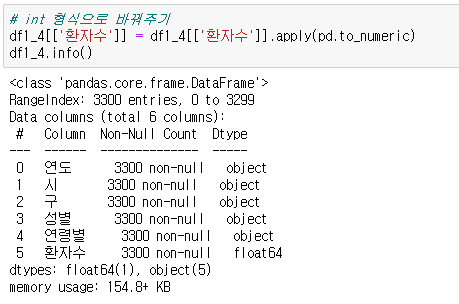 # int 형식으로 바꿔주기
df1_4[['환자수']] = df1_4[['환자수']].apply(pd.to_numeric)
df1_4.info()
<class 'pandas.core.frame.DataFrame'>
RangeIndex: 3300 entries, 0 to 3299
Data columns (total 6 columns):
 #   Column  Non-Null Count  Dtype
---  ------  --------------  -----
 0   연도      3300 non-null   object
 1   시       3300 non-null   object
 2   구       3300 non-null   object
 3   성별      3300 non-null   object
 4   연령별     3300 non-null   object
 5   환자수     3300 non-null   float64
dtypes: float64(1), object(5)
memory usage: 154.8+ KB